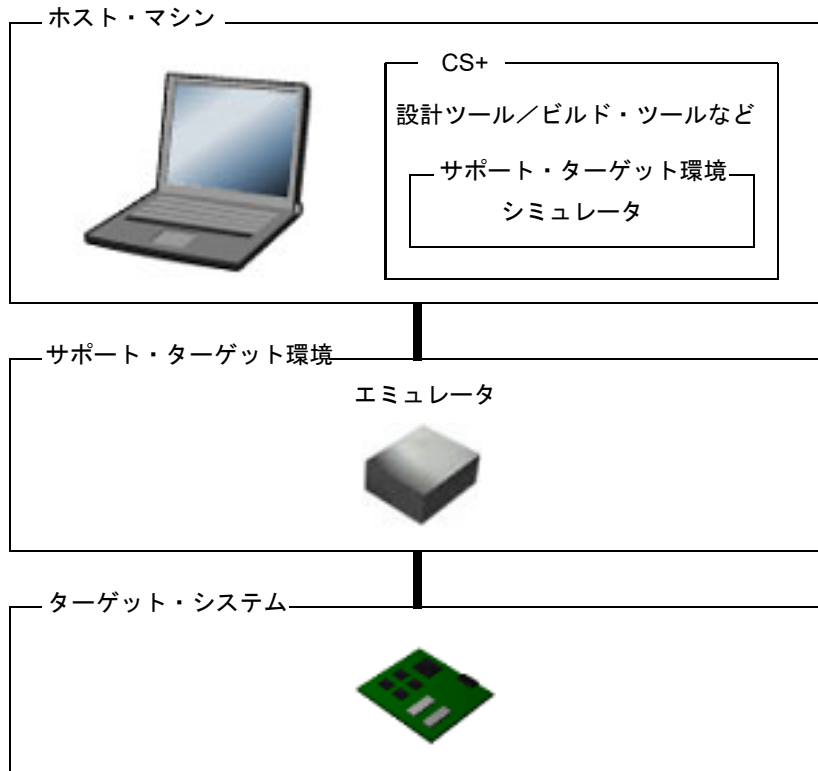 ホスト・マシン
CS+
設計ツール／ビルド・ツールなど
サポート・ターゲット環境
シミュレータ
サポート・ターゲット環境
エミュレータ
ターゲット・システム